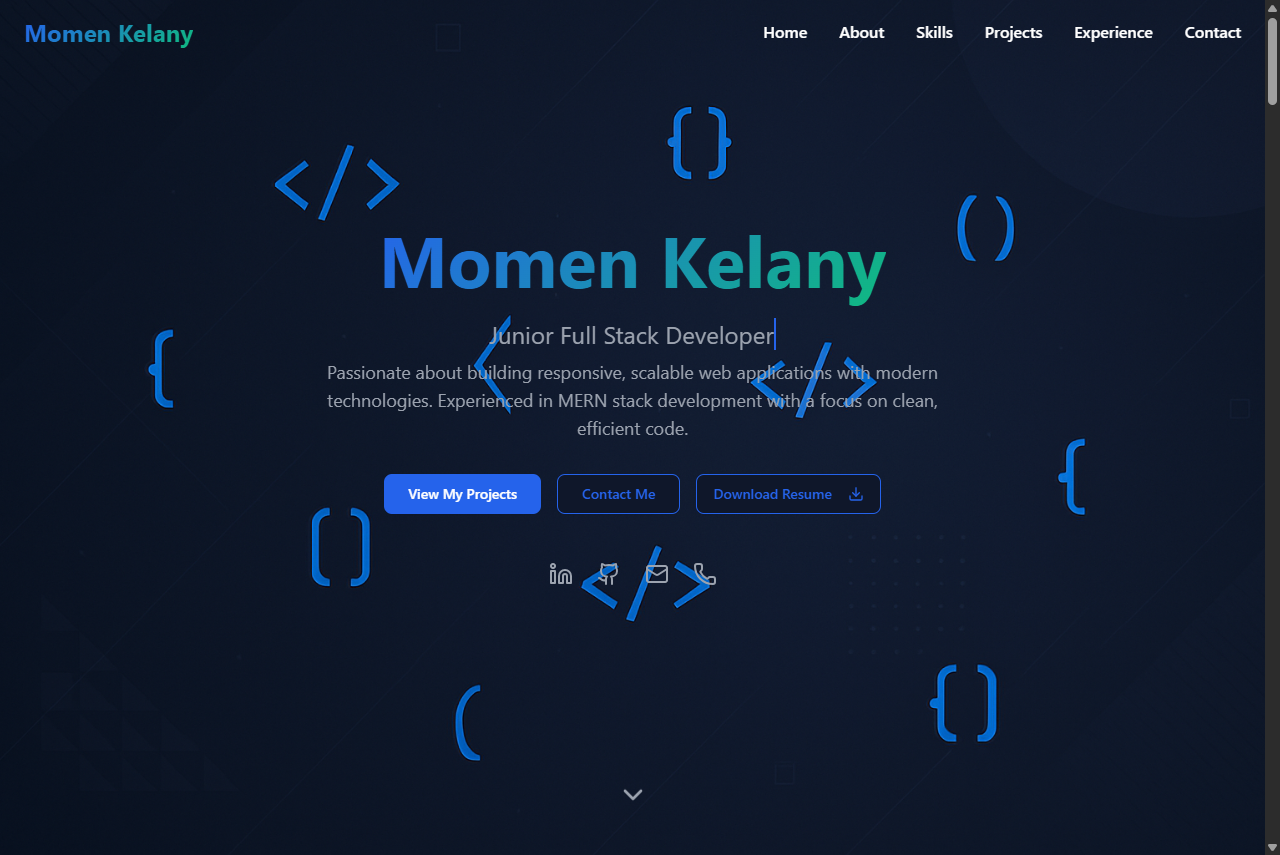 Momen Kelany
Home About Skills Projects Experience Contact
{ }
</>
( )
Momen Kelany
Junior Full Stack Developer
{
<
</>
Passionate about building responsive, scalable web applications with modern
technologies. Experienced in MERN stack development with a focus on clean,
efficient code.
{
View My Projects Contact Me Download Resume
[ ]
</>
{ ]
(